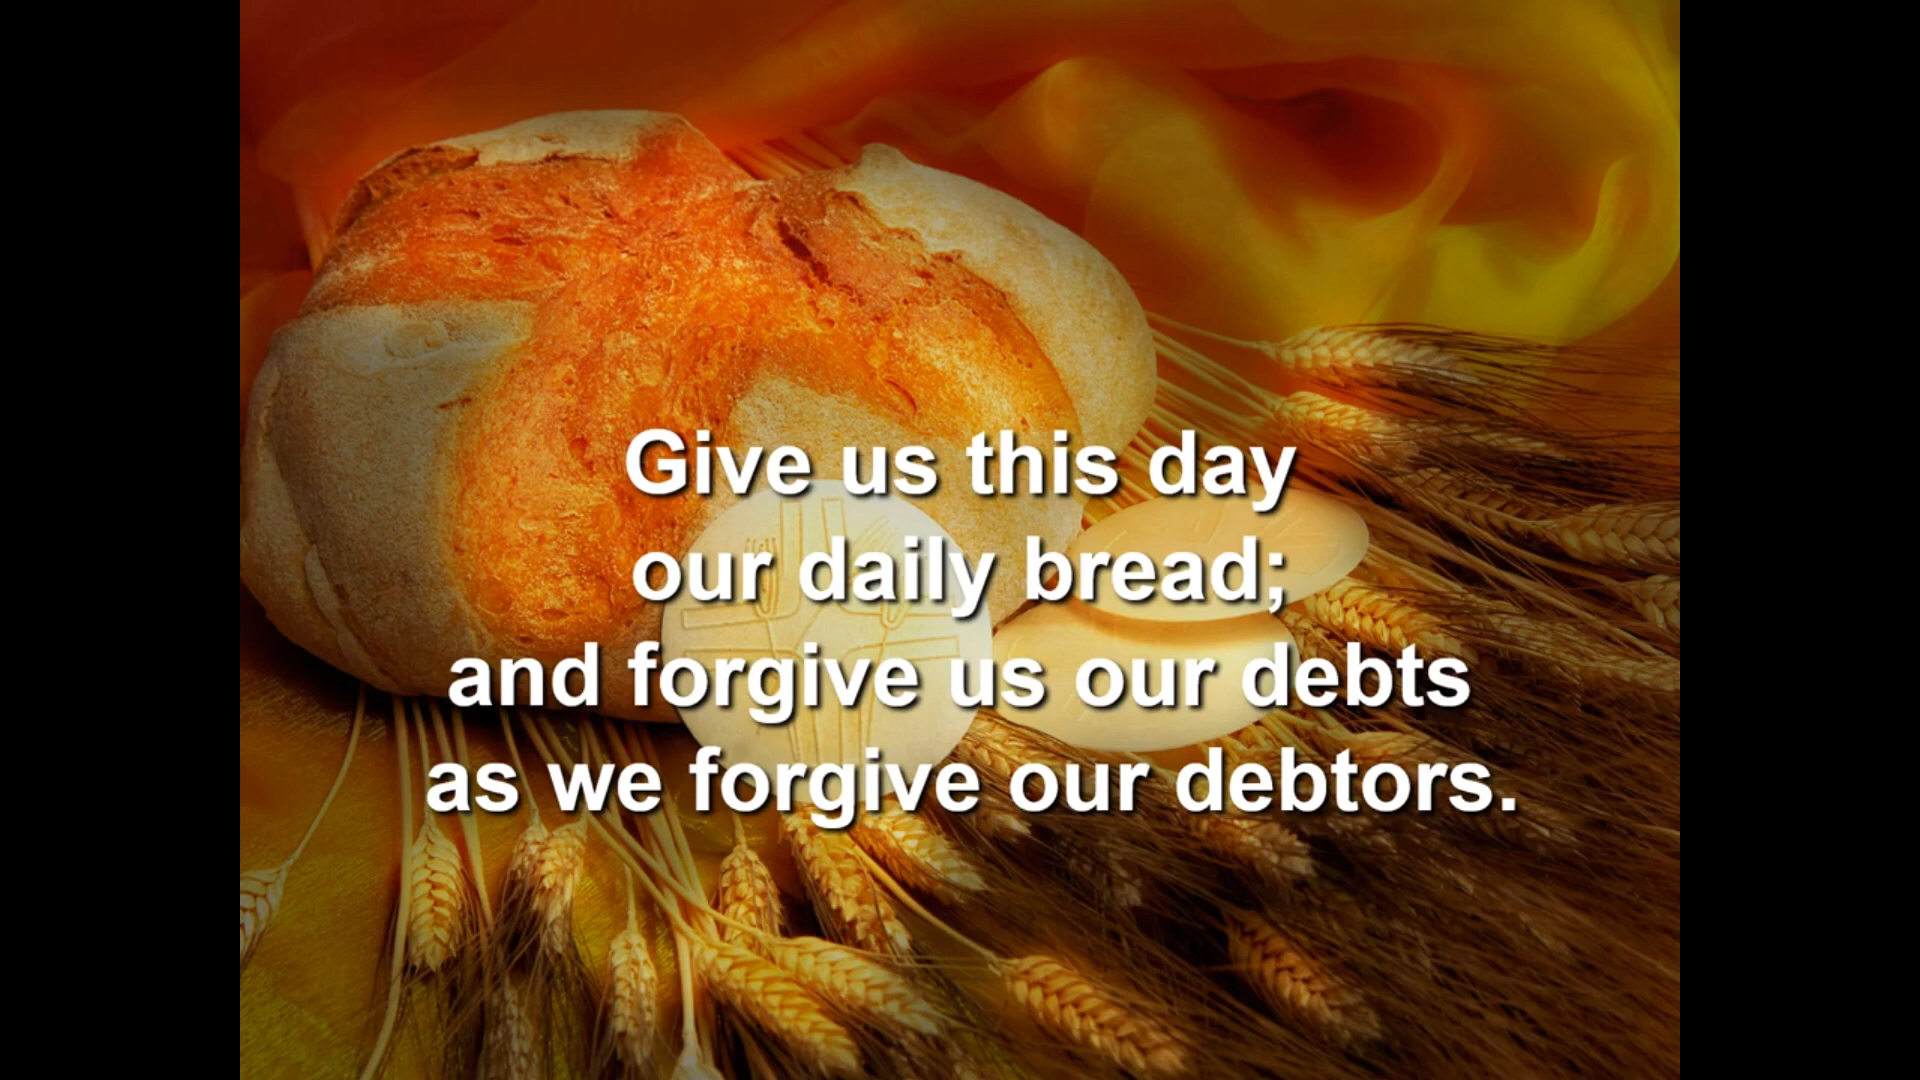 Give us this day
our daily bread;
and forgive us our debts
as we forgive our debtors.